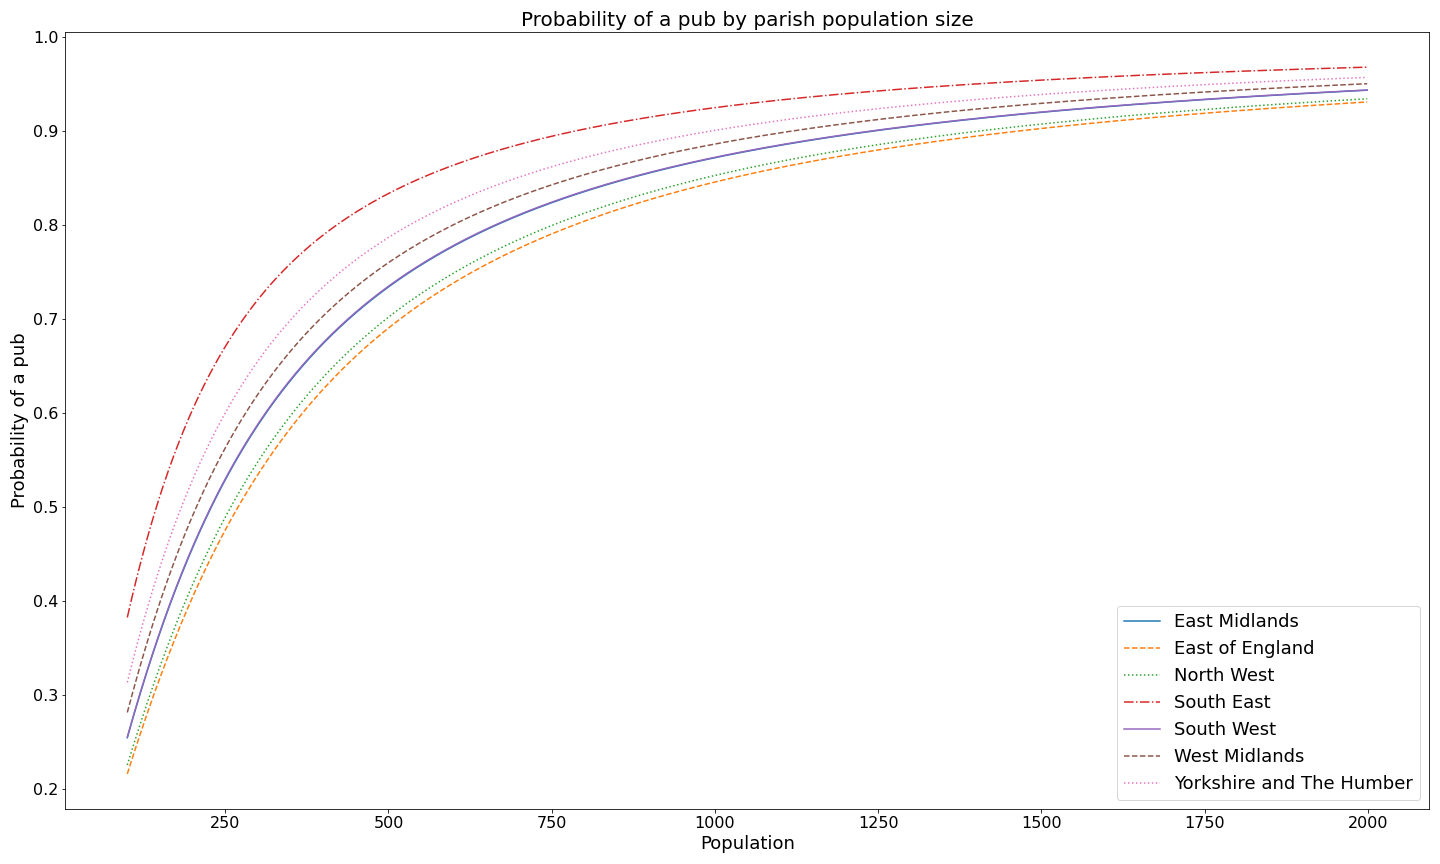 Probability of a pub by parish population size
Probability of a pub
1.0
0.9
0.8
0.7
0.6
0.5
0.4
0.3
0.2
250 500 750 1000 1250 1500 1750 2000
Population
East Midlands
East of England
North West
South East
South West
West Midlands
Yorkshire and The Humber